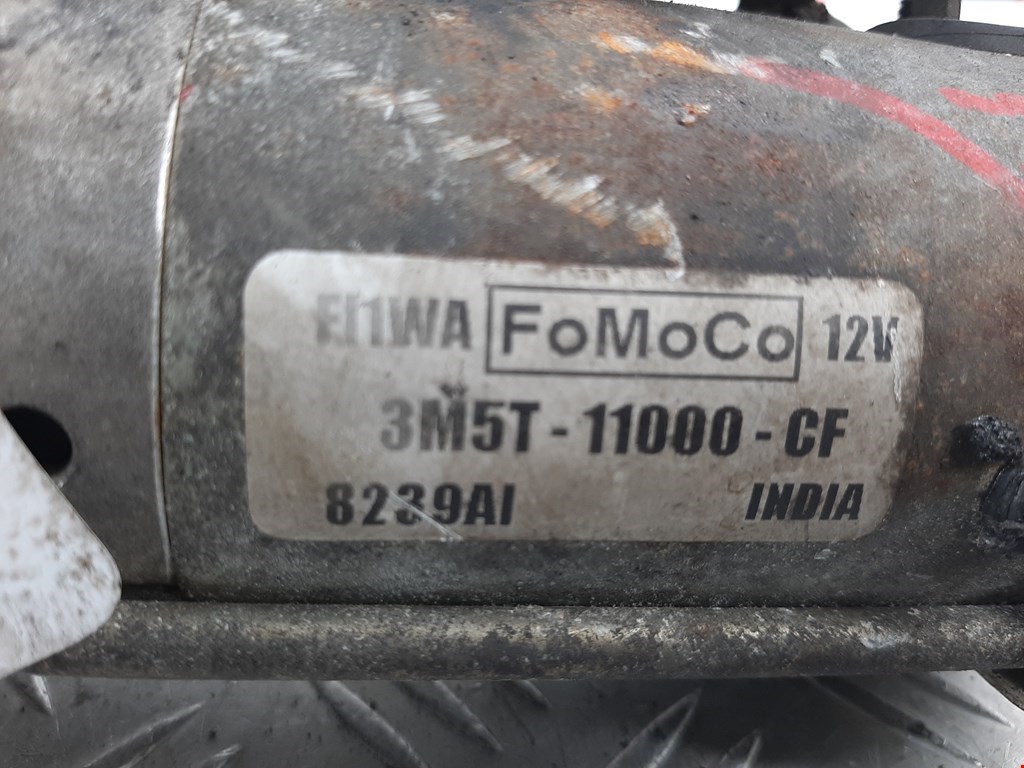 FoMoCo 12V
3M5T - 11000 - CF
8239AI INDIA